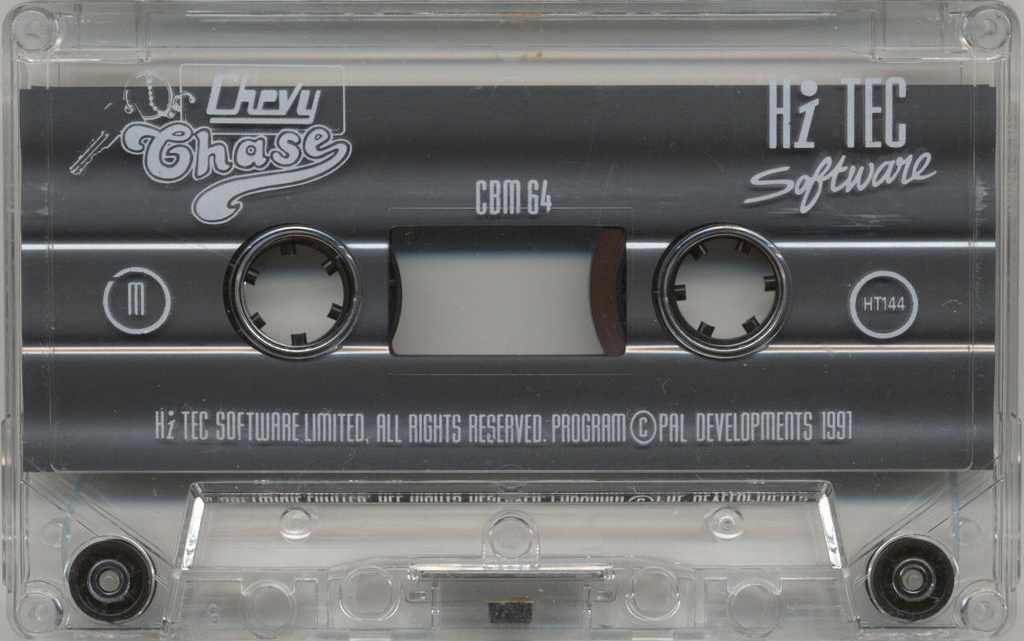 Chevy
Chase
Hi TEC
Software
CBM 64
m
HT144
Hi TEC SOFTWARE LIMITED, ALL RIGHTS RESERVED. PROGRAM © PAL DEVELOPMENTS 1991
8